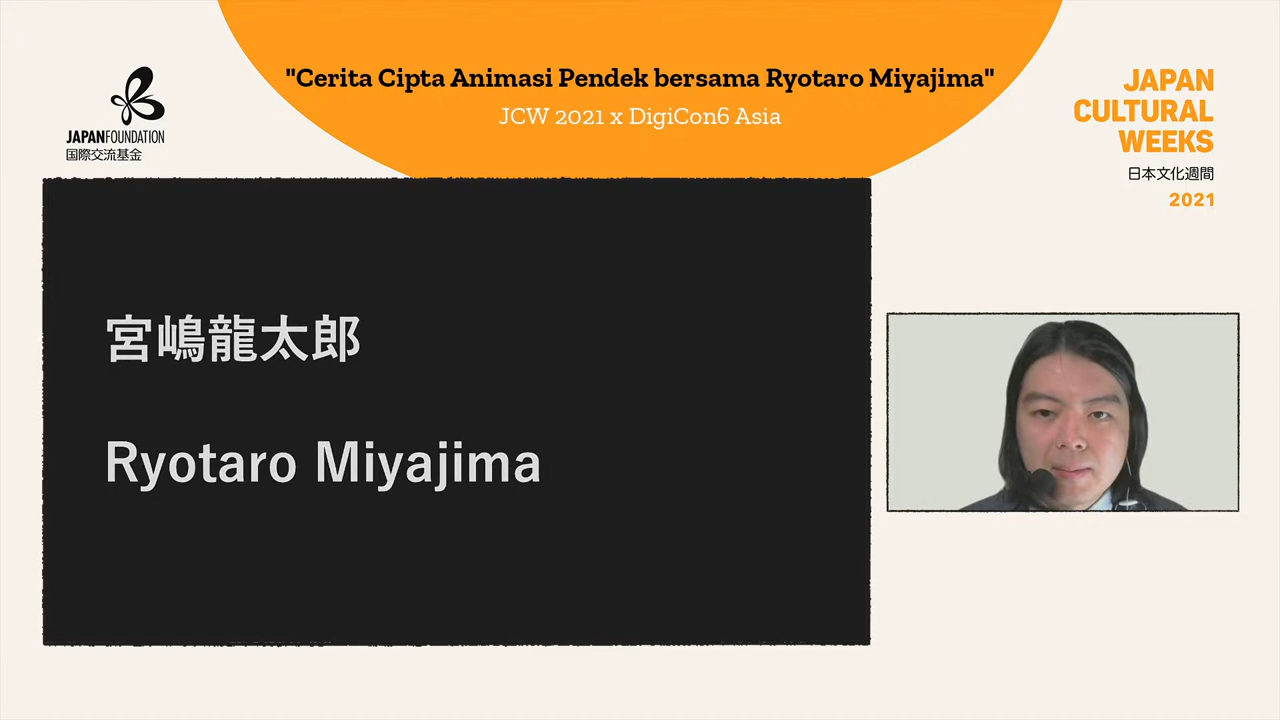 "Cerita Cipta Animasi Pendek bersama Ryotaro Miyajima"
JCW 2021 x DigiCon6 Asia
JAPANFOUNDATION
国際交流基金
JAPAN
CULTURAL
WEEKS
日本文化週間
2021
宮嶋龍太郎
Ryotaro Miyajima